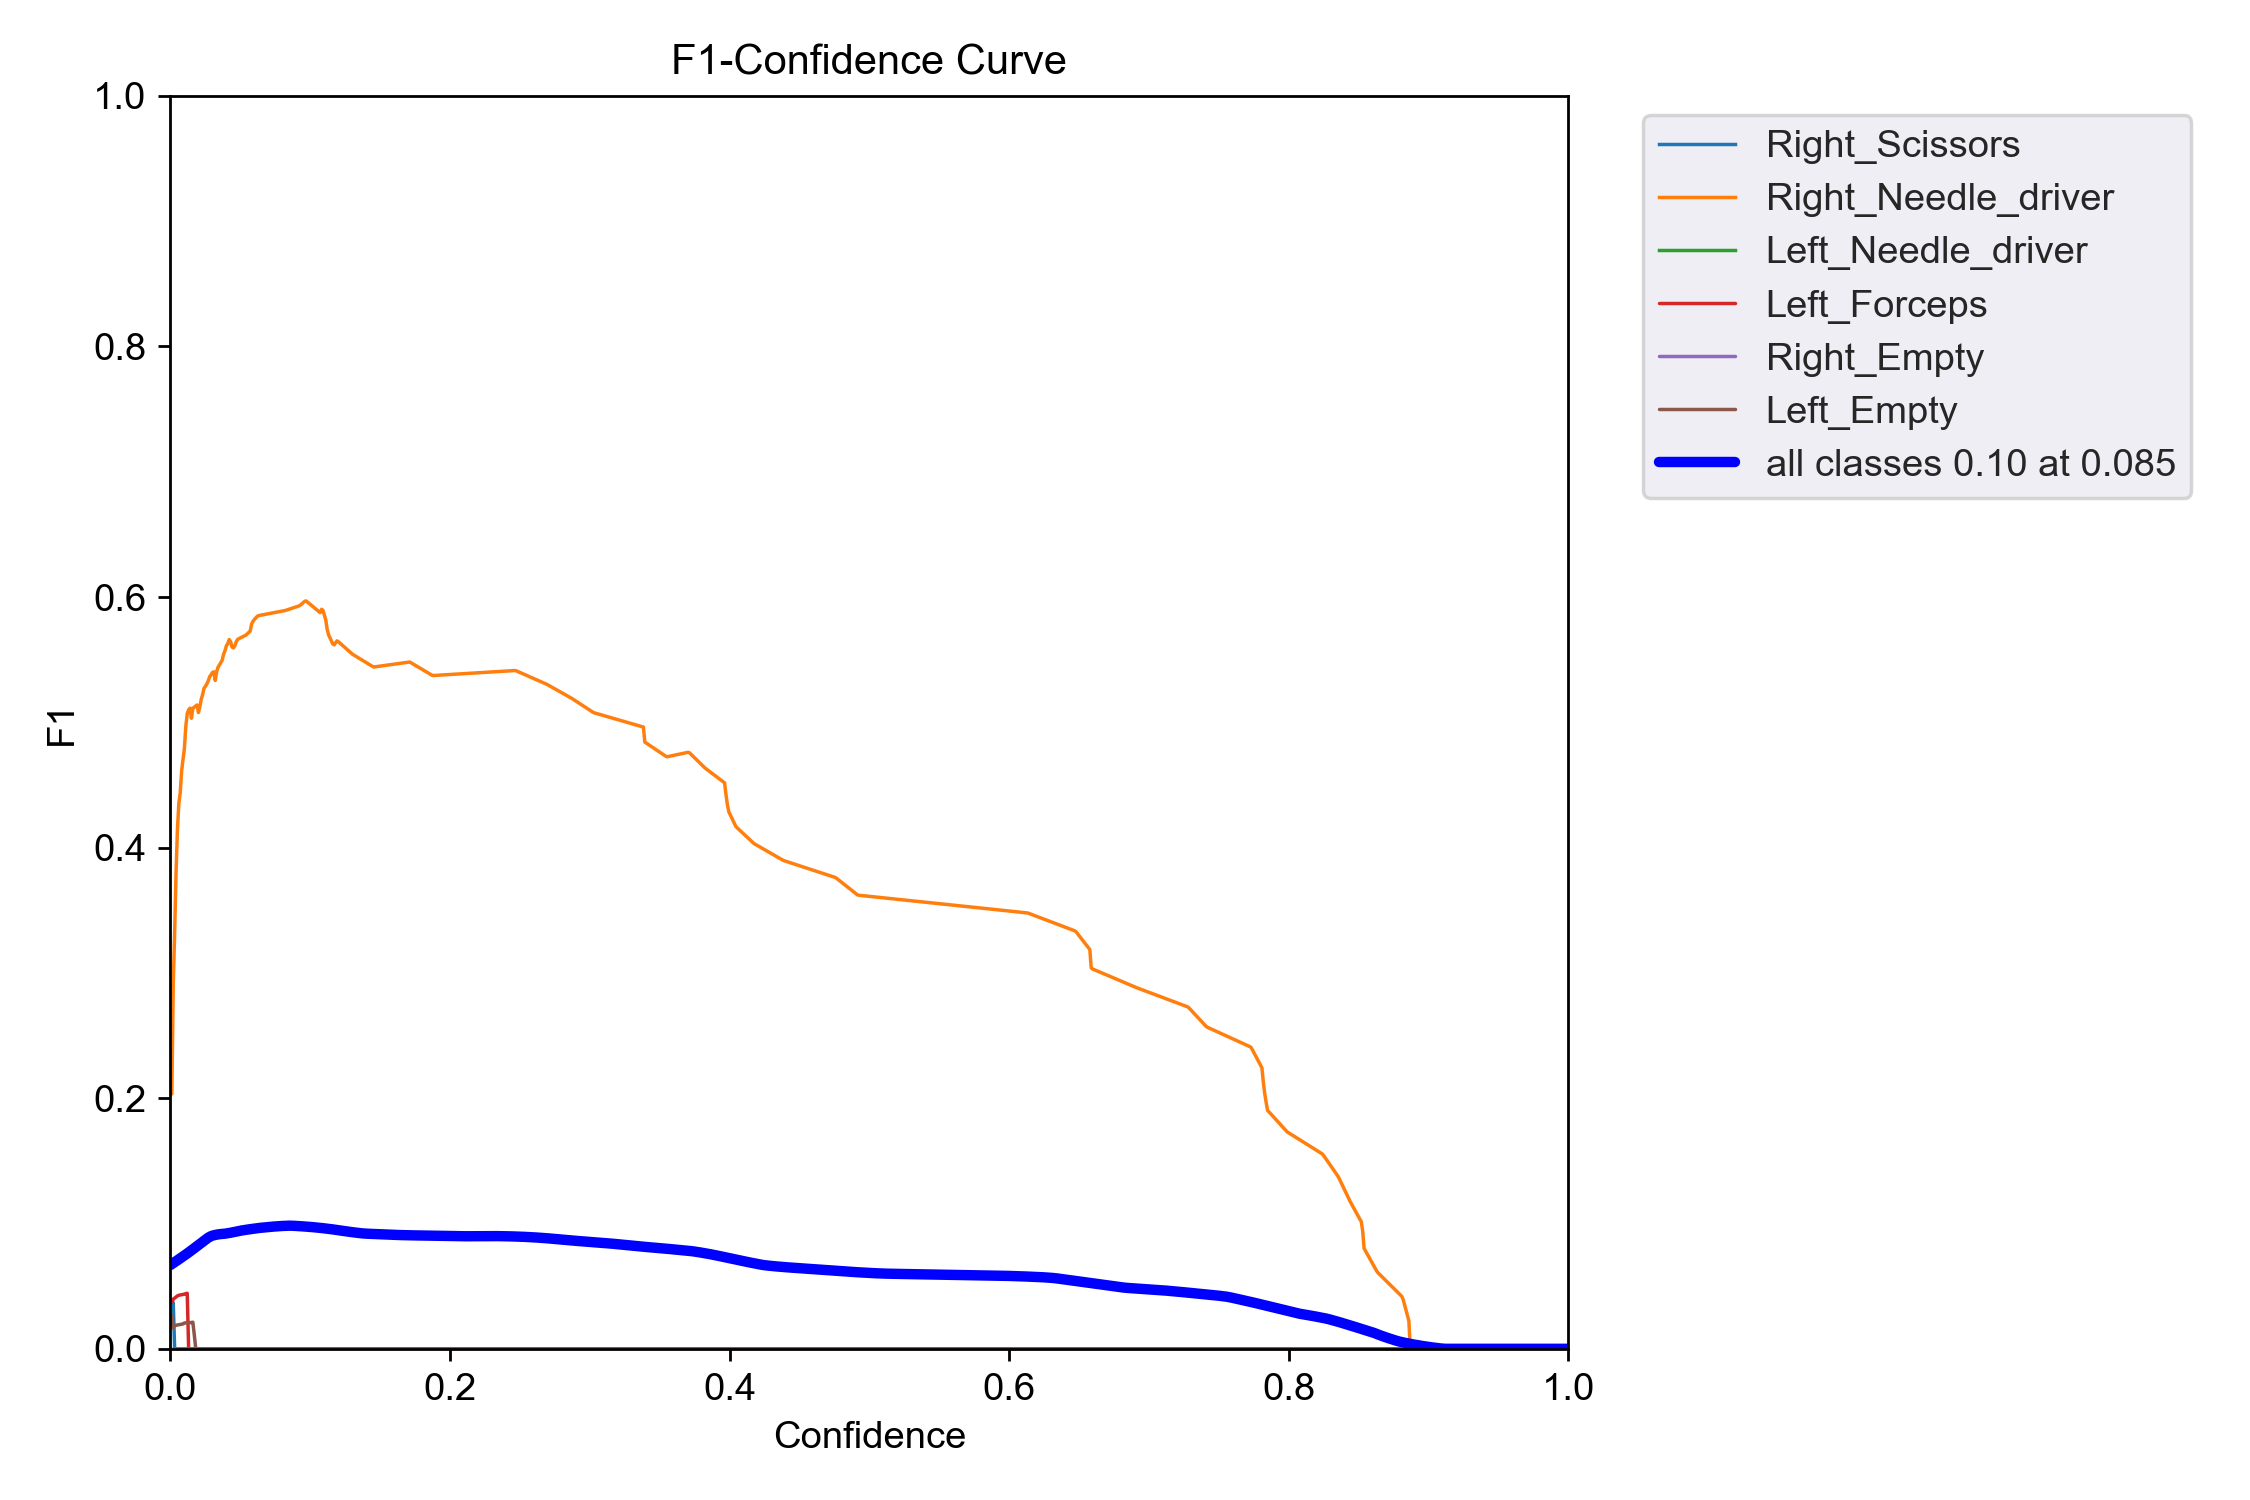 F1-Confidence Curve
1.0
0.8
0.6
0.4
0.2
0.0
F1
0.0 0.2 0.4 0.6 0.8 1.0
Confidence
Right_Scissors
Right_Needle_driver
Left_Needle_driver
Left_Forceps
Right_Empty
Left_Empty
all classes 0.10 at 0.085